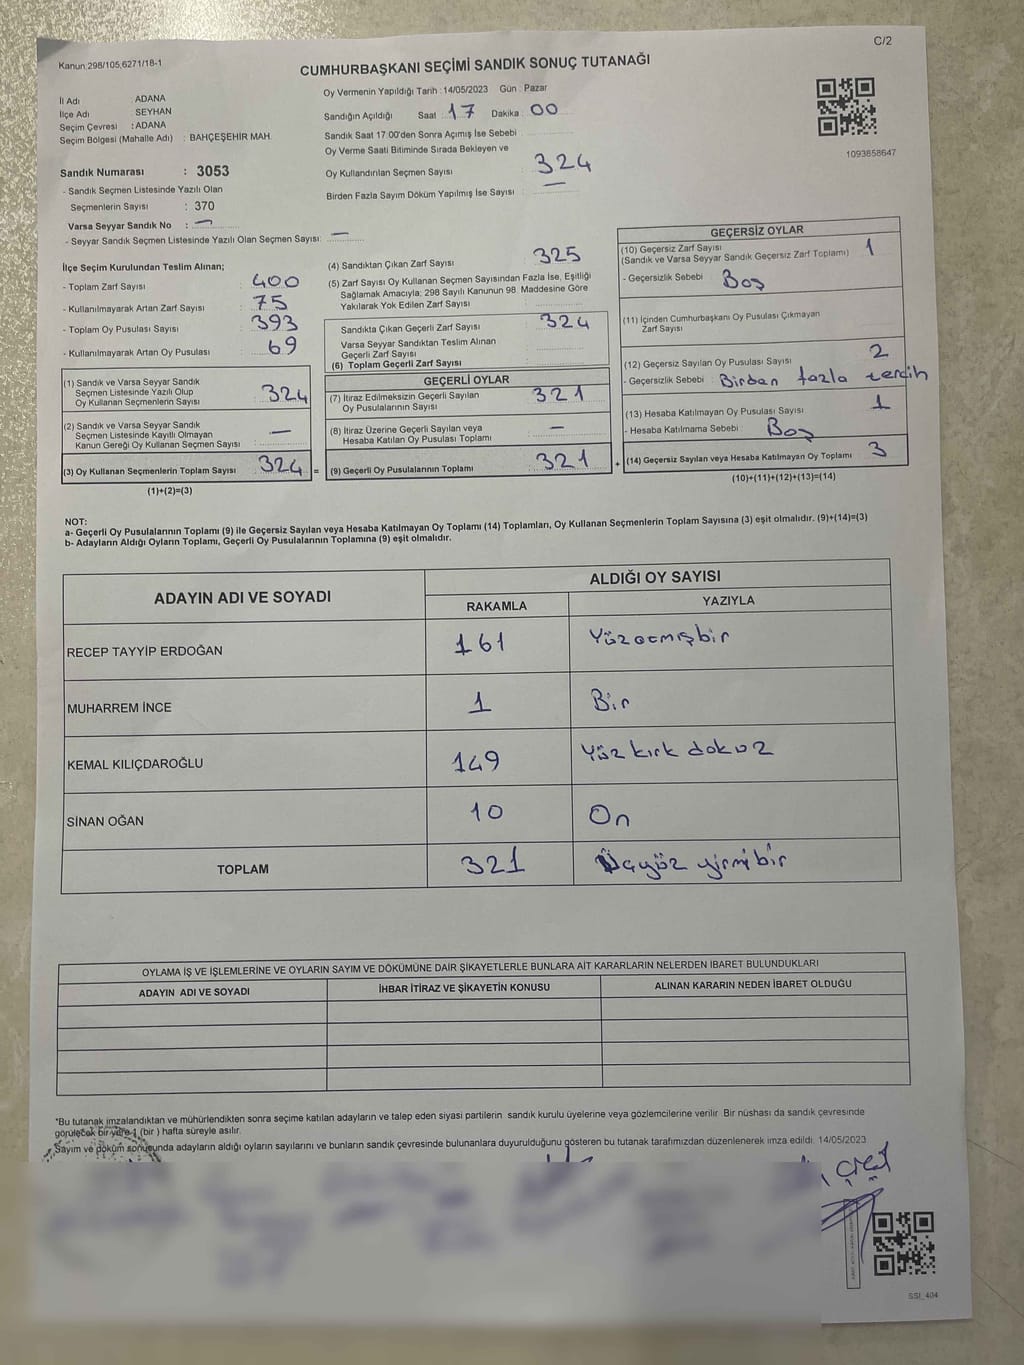 C/2
Kanun 298/105,6271/18-1
CUMHURBAŞKANI SEÇİMİ SANDIK SONUÇ TUTANAĞI
İl Adı : ADANA
İlçe Adı : SEYHAN
Seçim Çevresi : ADANA
Seçim Bölgesi (Mahalle Adı) : BAHÇEŞEHİR MAH.
Sandık Numarası : 3053
- Sandık Seçmen Listesinde Yazılı Olan
Seçmenlerin Sayısı : 370
Varsa Seyyar Sandık No : —
- Seyyar Sandık Seçmen Listesinde Yazılı Olan Seçmen Sayısı: —
Oy Vermenin Yapıldığı Tarih : 14/05/2023 Gün : Pazar
Sandığın Açıldığı Saat 17 Dakika 00
Sandık Saat 17:00'den Sonra Açılmış İse Sebebi
Oy Verme Saati Bitiminde Sırada Bekleyen ve
Oy Kullandırılan Seçmen Sayısı 324
Birden Fazla Sayım Döküm Yapılmış İse Sayısı —
1093858647
İlçe Seçim Kurulundan Teslim Alınan;
- Toplam Zarf Sayısı : 400
- Kullanılmayarak Artan Zarf Sayısı : 75
- Toplam Oy Pusulası Sayısı : 393
- Kullanılmayarak Artan Oy Pusulası : 69
(1) Sandık ve Varsa Seyyar Sandık
Seçmen Listesinde Yazılı Olup
Oy Kullanan Seçmenlerin Sayısı : 324
(2) Sandık ve Varsa Seyyar Sandık
Seçmen Listesinde Kayıtlı Olmayan
Kanun Gereği Oy Kullanan Seçmen Sayısı : —
(3) Oy Kullanan Seçmenlerin Toplam Sayısı : 324 =
(1)+(2)=(3)
(4) Sandıktan Çıkan Zarf Sayısı : 325
(5) Zarf Sayısı Oy Kullanan Seçmen Sayısından Fazla İse, Eşitliği
Sağlamak Amacıyla; 298 Sayılı Kanunun 98. Maddesine Göre
Yakılarak Yok Edilen Zarf Sayısı :
Sandıkta Çıkan Geçerli Zarf Sayısı : 324
Varsa Seyyar Sandıktan Teslim Alınan
Geçerli Zarf Sayısı
(6) Toplam Geçerli Zarf Sayısı
GEÇERLİ OYLAR
(7) İtiraz Edilmeksizin Geçerli Sayılan
Oy Pusulalarının Sayısı : 321
(8) İtiraz Üzerine Geçerli Sayılan veya
Hesaba Katılan Oy Pusulası Toplamı : —
(9) Geçerli Oy Pusulalarının Toplamı : 321 +
GEÇERSİZ OYLAR
(10) Geçersiz Zarf Sayısı
(Sandık ve Varsa Seyyar Sandık Geçersiz Zarf Toplamı) : 1
- Geçersizlik Sebebi : Boş
(11) İçinden Cumhurbaşkanı Oy Pusulası Çıkmayan
Zarf Sayısı
(12) Geçersiz Sayılan Oy Pusulası Sayısı : 2
- Geçersizlik Sebebi : Birden fazla tercih
(13) Hesaba Katılmayan Oy Pusulası Sayısı : 1
- Hesaba Katılmama Sebebi : Boş
(14) Geçersiz Sayılan veya Hesaba Katılmayan Oy Toplamı : 3
(10)+(11)+(12)+(13)=(14)
NOT:
a- Geçerli Oy Pusulalarının Toplamı (9) ile Geçersiz Sayılan veya Hesaba Katılmayan Oy Toplamı (14) Toplamları, Oy Kullanan Seçmenlerin Toplam Sayısına (3) eşit olmalıdır. (9)+(14)=(3)
b- Adayların Aldığı Oyların Toplamı, Geçerli Oy Pusulalarının Toplamına (9) eşit olmalıdır.
ADAYIN ADI VE SOYADI
ALDIĞI OY SAYISI
RAKAMLA YAZIYLA
RECEP TAYYİP ERDOĞAN 161 Yüzatmışbir
MUHARREM İNCE 1 Bir
KEMAL KILIÇDAROĞLU 149 Yüz kırk dokuz
SİNAN OĞAN 10 On
TOPLAM 321 Üçyüz yirmi bir
OYLAMA İŞ VE İŞLEMLERİNE VE OYLARIN SAYIM VE DÖKÜMÜNE DAİR ŞİKAYETLERLE BUNLARA AİT KARARLARIN NELERDEN İBARET BULUNDUKLARI
ADAYIN ADI VE SOYADI İHBAR İTİRAZ VE ŞİKAYETİN KONUSU ALINAN KARARIN NEDEN İBARET OLDUĞU
*Bu tutanak imzalandıktan ve mühürlendikten sonra seçime katılan adayların ve talep eden siyasi partilerin sandık kurulu üyelerine veya gözlemcilerine verilir. Bir nüshası da sandık çevresinde
görülecek bir yere 1 (bir ) hafta süreyle asılır.
Sayım ve döküm sonucunda adayların aldığı oyların sayılarını ve bunların sandık çevresinde bulunanlara duyurulduğunu gösteren bu tutanak tarafımızdan düzenlenerek imza edildi. 14/05/2023
SSI_404